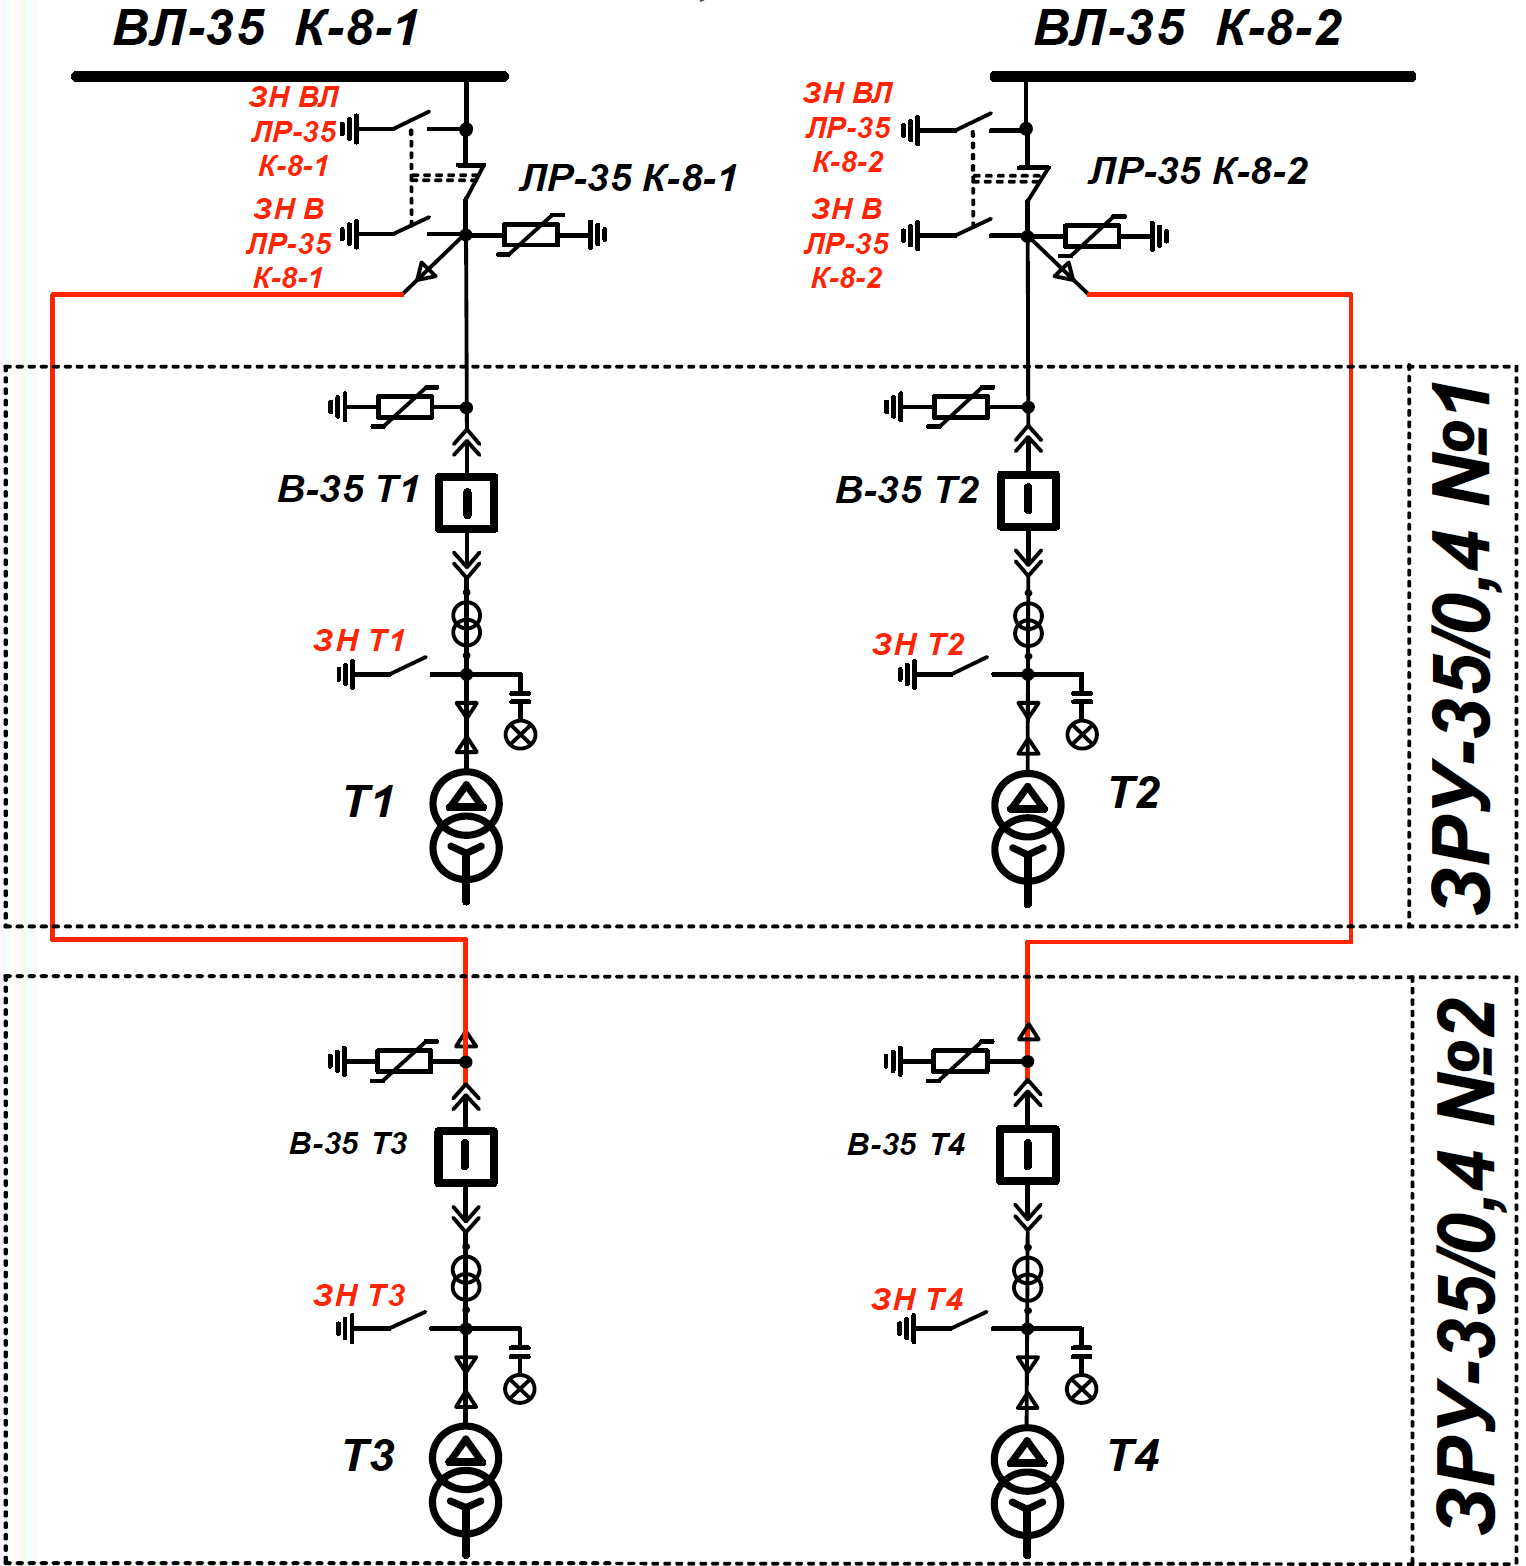 ВЛ-35 К-8-1
ВЛ-35 К-8-2
ЗН ВЛ
ЛР-35
К-8-1
ЗН ВЛ
ЛР-35
К-8-2
ЛР-35 К-8-1
ЛР-35 К-8-2
ЗН В
ЛР-35
К-8-1
ЗН В
ЛР-35
К-8-2
В-35 Т1
В-35 Т2
ЗН Т1
ЗН Т2
Т1
Т2
ЗРУ-35/0,4 №1
В-35 Т3
В-35 Т4
ЗН Т3
ЗН Т4
Т3
Т4
ЗРУ-35/0,4 №2